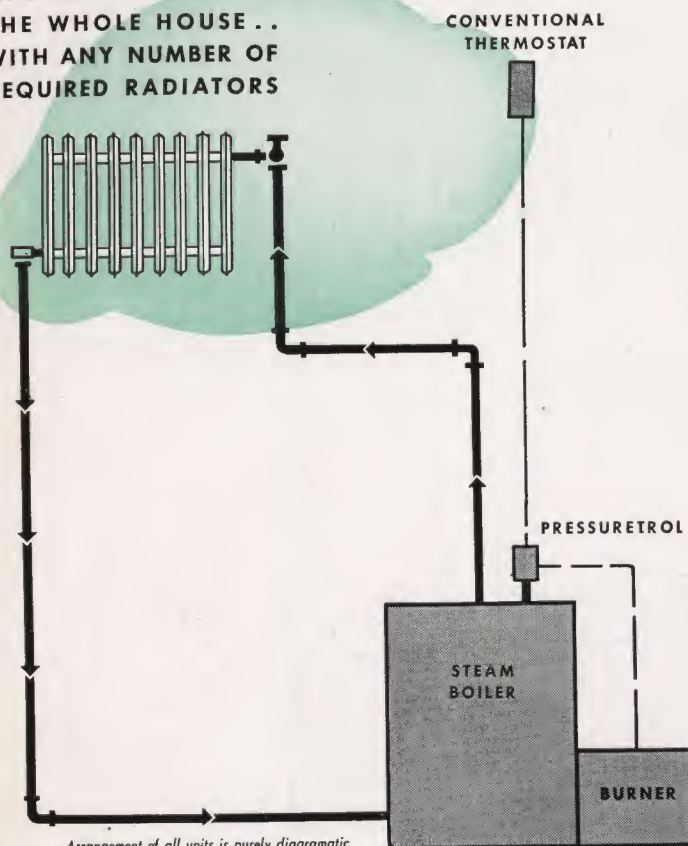 HE WHOLE HOUSE..
WITH ANY NUMBER OF
EQUIRED RADIATORS
CONVENTIONAL
THERMOSTAT
PRESSURETROL
STEAM
BOILER
BURNER
Arrangement of all units is purely diagramatic